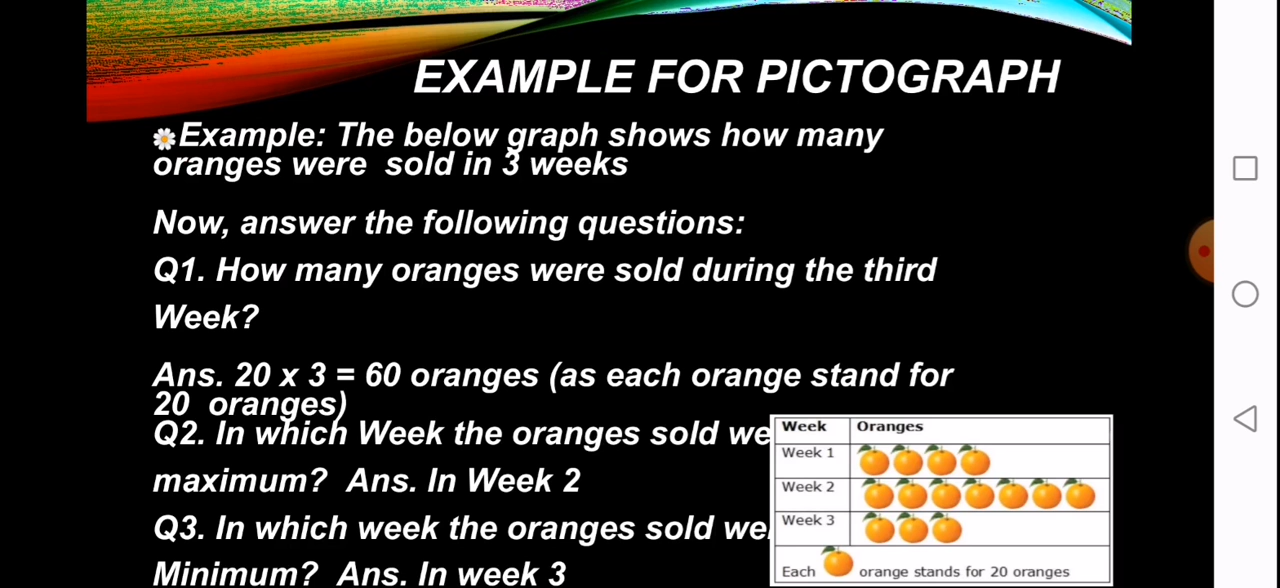 EXAMPLE FOR PICTOGRAPH
Example: The below graph shows how many
oranges were sold in 3 weeks
Now, answer the following questions:
Q1. How many oranges were sold during the third
Week?
Ans. 20 x 3 = 60 oranges (as each orange stand for
20 oranges)
Q2. In which Week the oranges sold we
maximum? Ans. In Week 2
Q3. In which week the oranges sold we
Minimum? Ans. In week 3
Week Oranges
Week 1
Week 2
Week 3
Each orange stands for 20 oranges